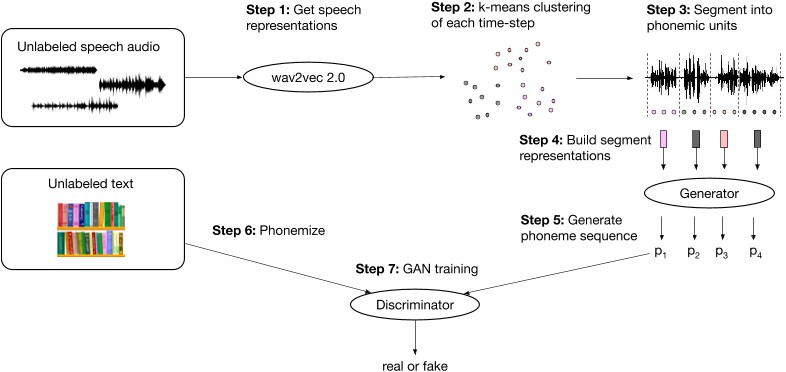 Step 1: Get speech
representations
Step 2: k-means clustering
of each time-step
Step 3: Segment into
phonemic units
Unlabeled speech audio
wav2vec 2.0
Step 4: Build segment
representations
Unlabeled text
Generator
Step 5: Generate
phoneme sequence
Step 6: Phonemize
p1 p2 p3 p4
Step 7: GAN training
Discriminator
real or fake